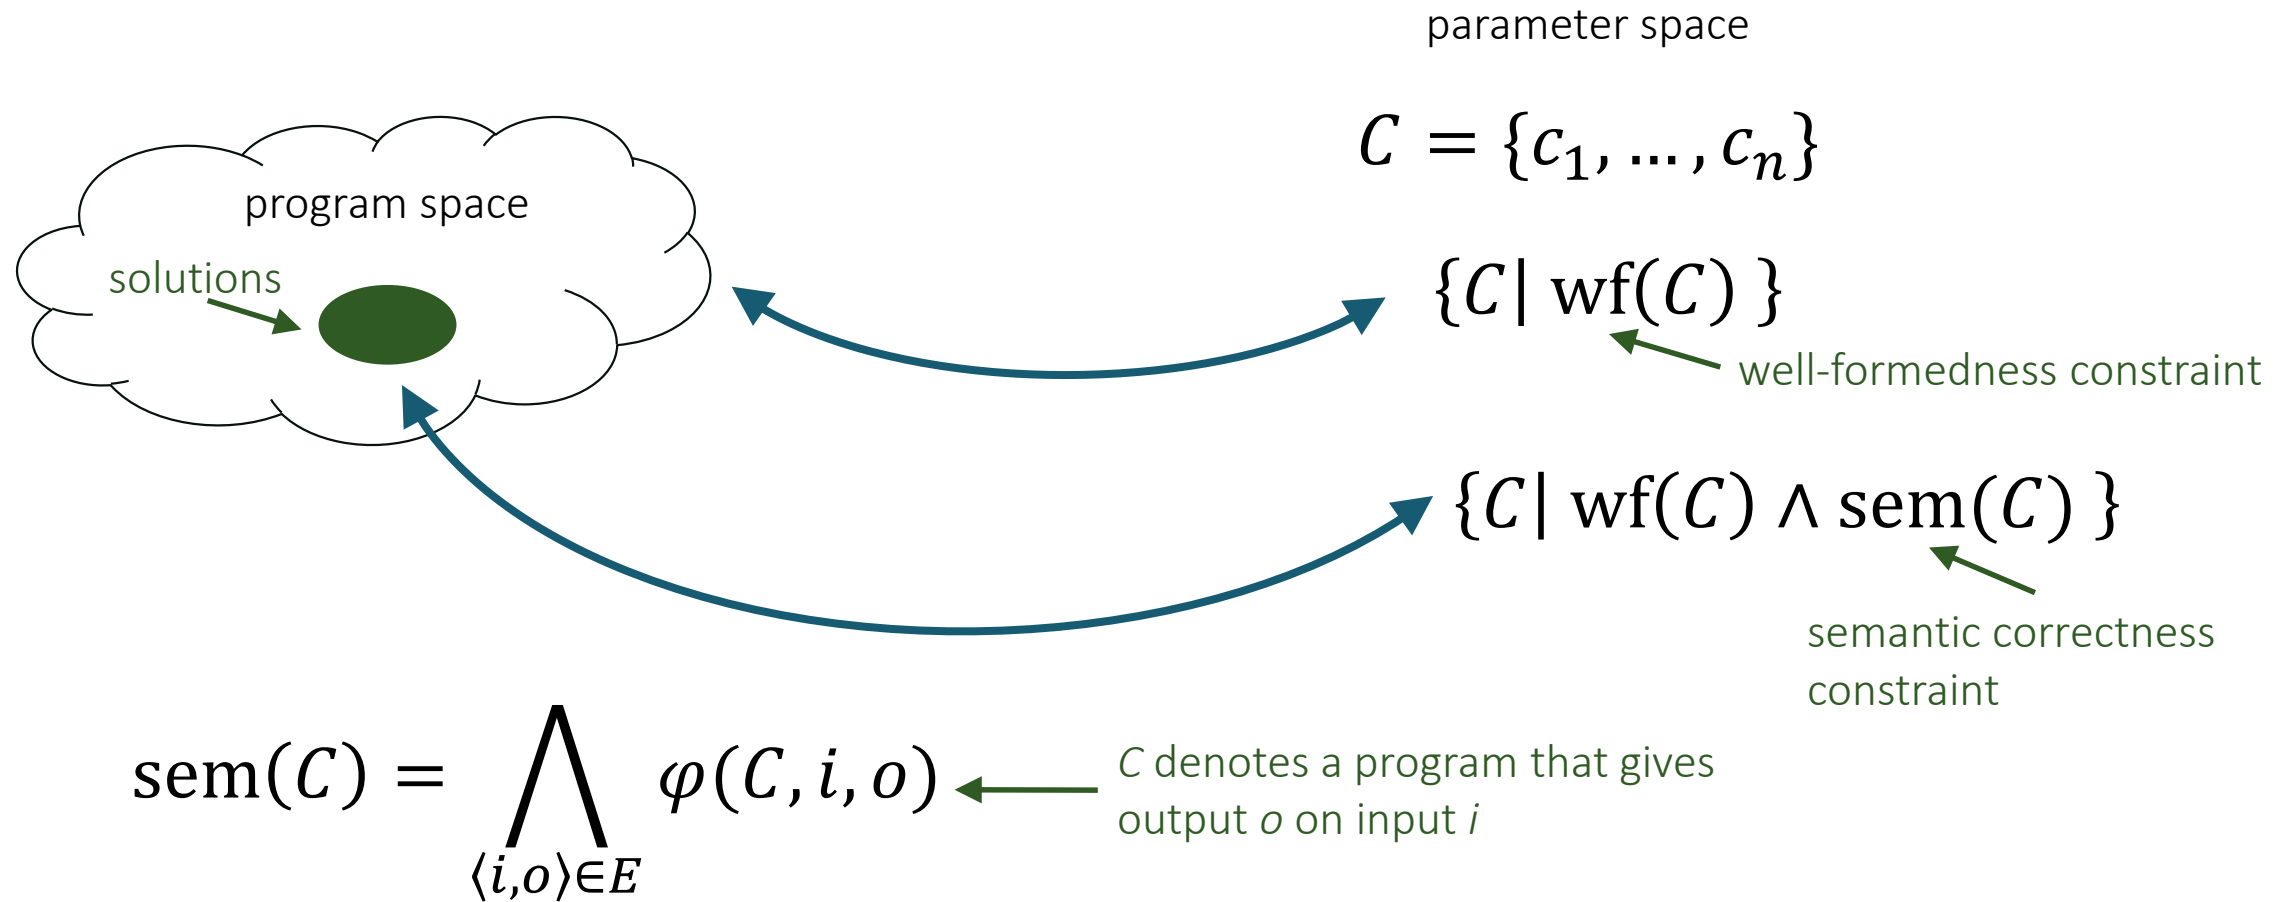 parameter space
C = {c₁, … , cₙ}
program space
solutions
{C| wf(C) }
well-formedness constraint
{C| wf(C) ∧ sem(C) }
semantic correctness
constraint
sem(C) = ⋀ φ(C, i, o)
⟨i,o⟩∈E
C denotes a program that gives
output o on input i